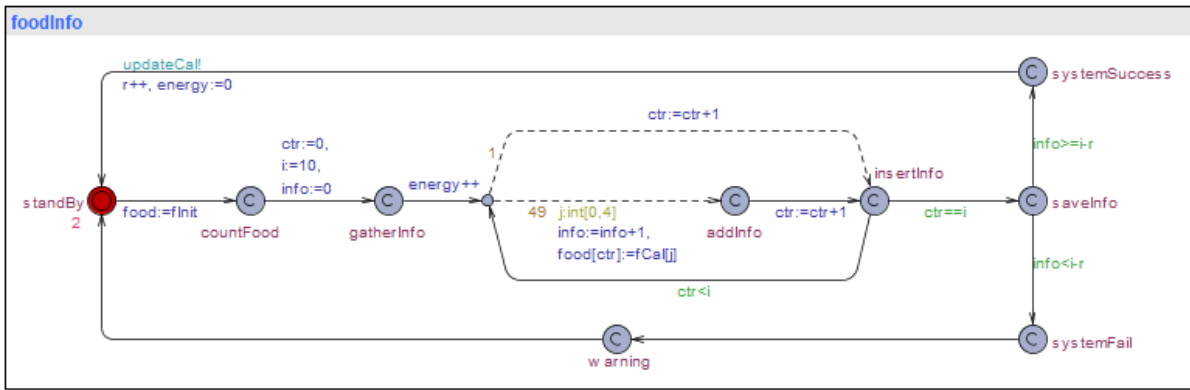 foodInfo
updateCal!
r++, energy:=0
C
systemSuccess
ctr:=ctr+1
ctr:=0,
i:=10,
info:=0
1
info>=i-r
energy++
insertInfo
standBy
2
food:=fInit
C
countFood
C
gatherInfo
49
j:int[0,4]
info:=info+1,
food[ctr]:=fCal[j]
C
addInfo
ctr:=ctr+1
C
ctr==i
C
saveInfo
ctr<i
info<i-r
C
warning
C
systemFail